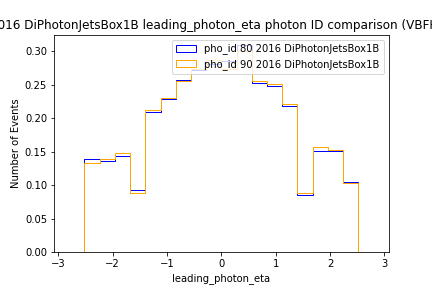 016 DiPhotonJetsBox1B leading_photon_eta photon ID comparison (VBFH
pho_id 80 2016 DiPhotonJetsBox1B
pho_id 90 2016 DiPhotonJetsBox1B
Number of Events
0.30
0.25
0.20
0.15
0.10
0.05
0.00
−3 −2 −1 0 1 2 3
leading_photon_eta